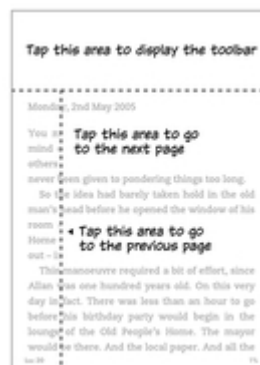 Tap this area to display the toolbar
Monday, 2nd May 2005
You
Tap this area to go
mind
to the next page
others
never been given to pondering things too long.
So the idea had barely taken hold in the old
man's head before he opened the window of his
room
Tap this area to go
Home
to the previous page
out –
This manoeuvre required a bit of effort, since
Allan was one hundred years old. On this very
day in fact. There was less than an hour to go
before his birthday party would begin in the
lounge of the Old People's Home. The mayor
would be there. And the local paper. And all the